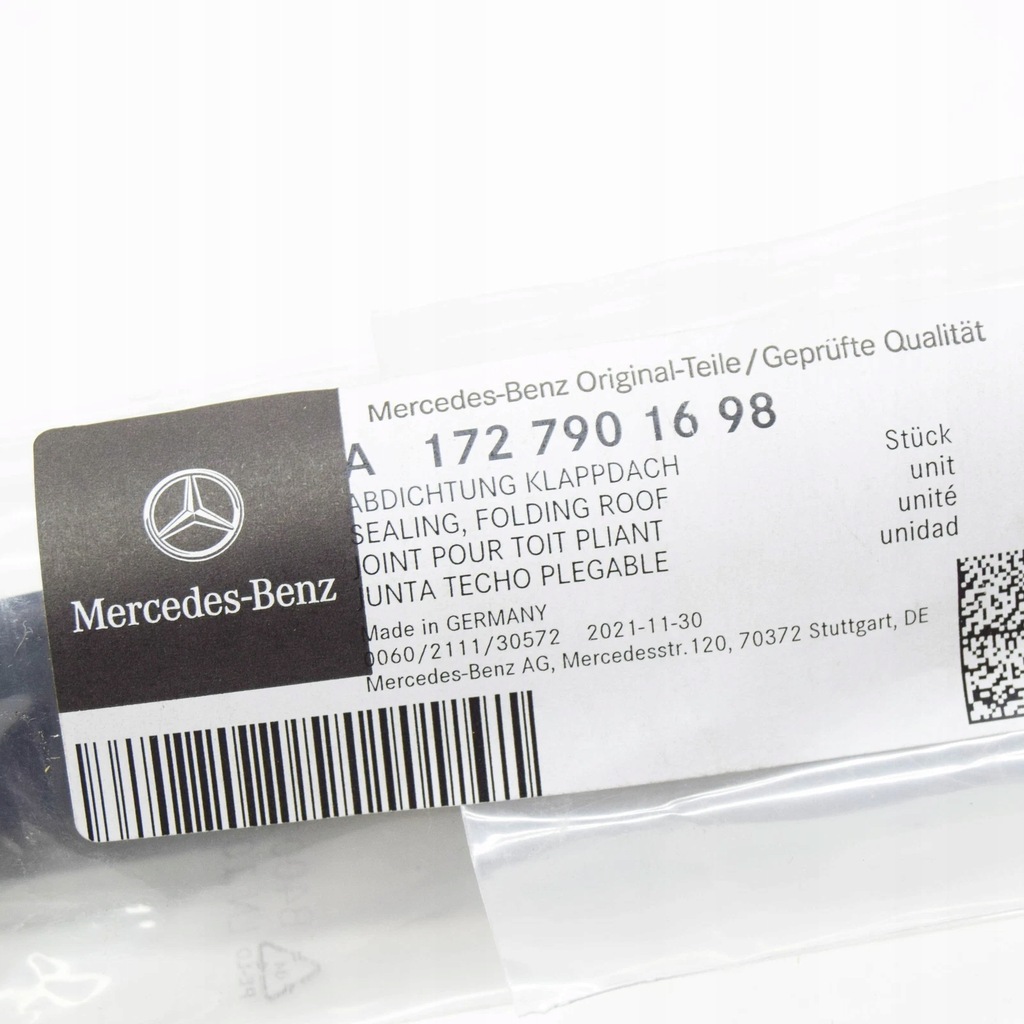 Mercedes-Benz Original-Teile/Geprüfte Qualität
A 172 790 16 98
ABDICHTUNG KLAPPDACH
SEALING, FOLDING ROOF
JOINT POUR TOIT PLIANT
JUNTA TECHO PLEGABLE
Stück
unit
unité
unidad
Mercedes-Benz
Made in GERMANY
0060/2111/30572 2021-11-30
Mercedes-Benz AG, Mercedesstr.120, 70372 Stuttgart, DE